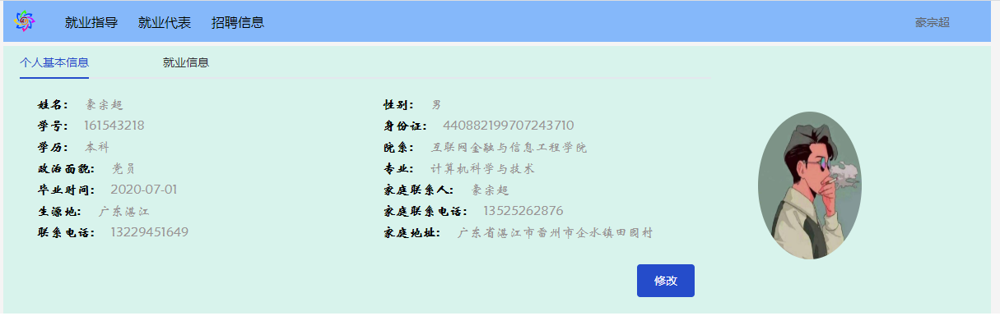 就业指导 就业代表 招聘信息 豪宗超
个人基本信息 就业信息
姓名： 豪宗超 性别： 男
学号： 161543218 身份证： 440882199707243710
学历： 本科 院系： 互联网金融与信息工程学院
政治面貌： 党员 专业： 计算机科学与技术
毕业时间： 2020-07-01 家庭联系人： 豪宗超
生源地： 广东湛江 家庭联系电话： 13525262876
联系电话： 13229451649 家庭地址： 广东省湛江市雷州市企水镇田园村
修改